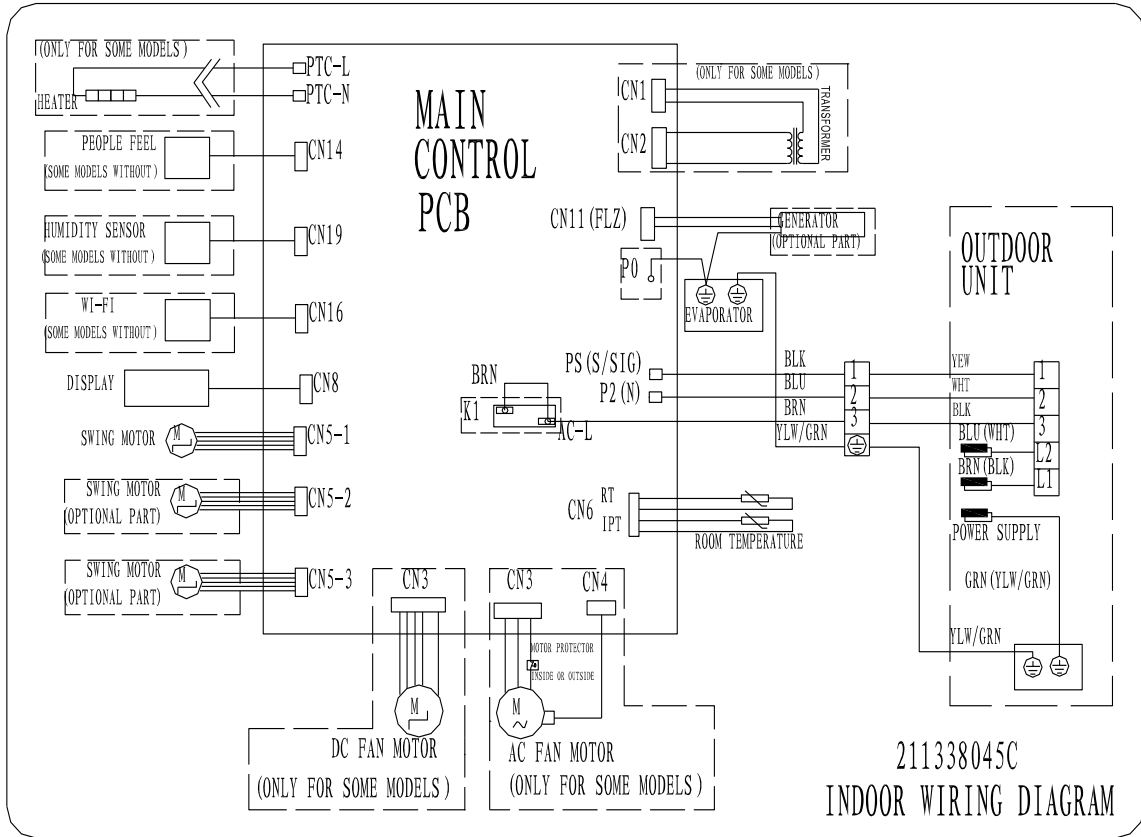 (ONLY FOR SOME MODELS)
HEATER
PTC-L
PTC-N
PEOPLE FEEL
(SOME MODELS WITHOUT)
CN14
HUMIDITY SENSOR
(SOME MODELS WITHOUT)
CN19
WI-FI
(SOME MODELS WITHOUT)
CN16
DISPLAY
CN8
SWING MOTOR
M
CN5-1
SWING MOTOR
(OPTIONAL PART)
M
CN5-2
SWING MOTOR
(OPTIONAL PART)
M
CN5-3
MAIN
CONTROL
PCB
(ONLY FOR SOME MODELS)
CN1
CN2
TRANSFORMER
CN11(FLZ)
GENERATOR
(OPTIONAL PART)
P0
EVAPORATOR
PS(S/SIG)
P2(N)
BRN
K1
AC-L
BLK
BLU
BRN
YLW/GRN
1
2
3
CN6
RT
IPT
ROOM TEMPERATURE
OUTDOOR
UNIT
YEW
WHT
BLK
BLU(WHT)
BRN(BLK)
1
2
3
L2
L1
POWER SUPPLY
GRN(YLW/GRN)
YLW/GRN
CN3
M
DC FAN MOTOR
(ONLY FOR SOME MODELS)
CN3
CN4
MOTOR PROTECTOR
INSIDE OR OUTSIDE
M
AC FAN MOTOR
(ONLY FOR SOME MODELS)
211338045C
INDOOR WIRING DIAGRAM